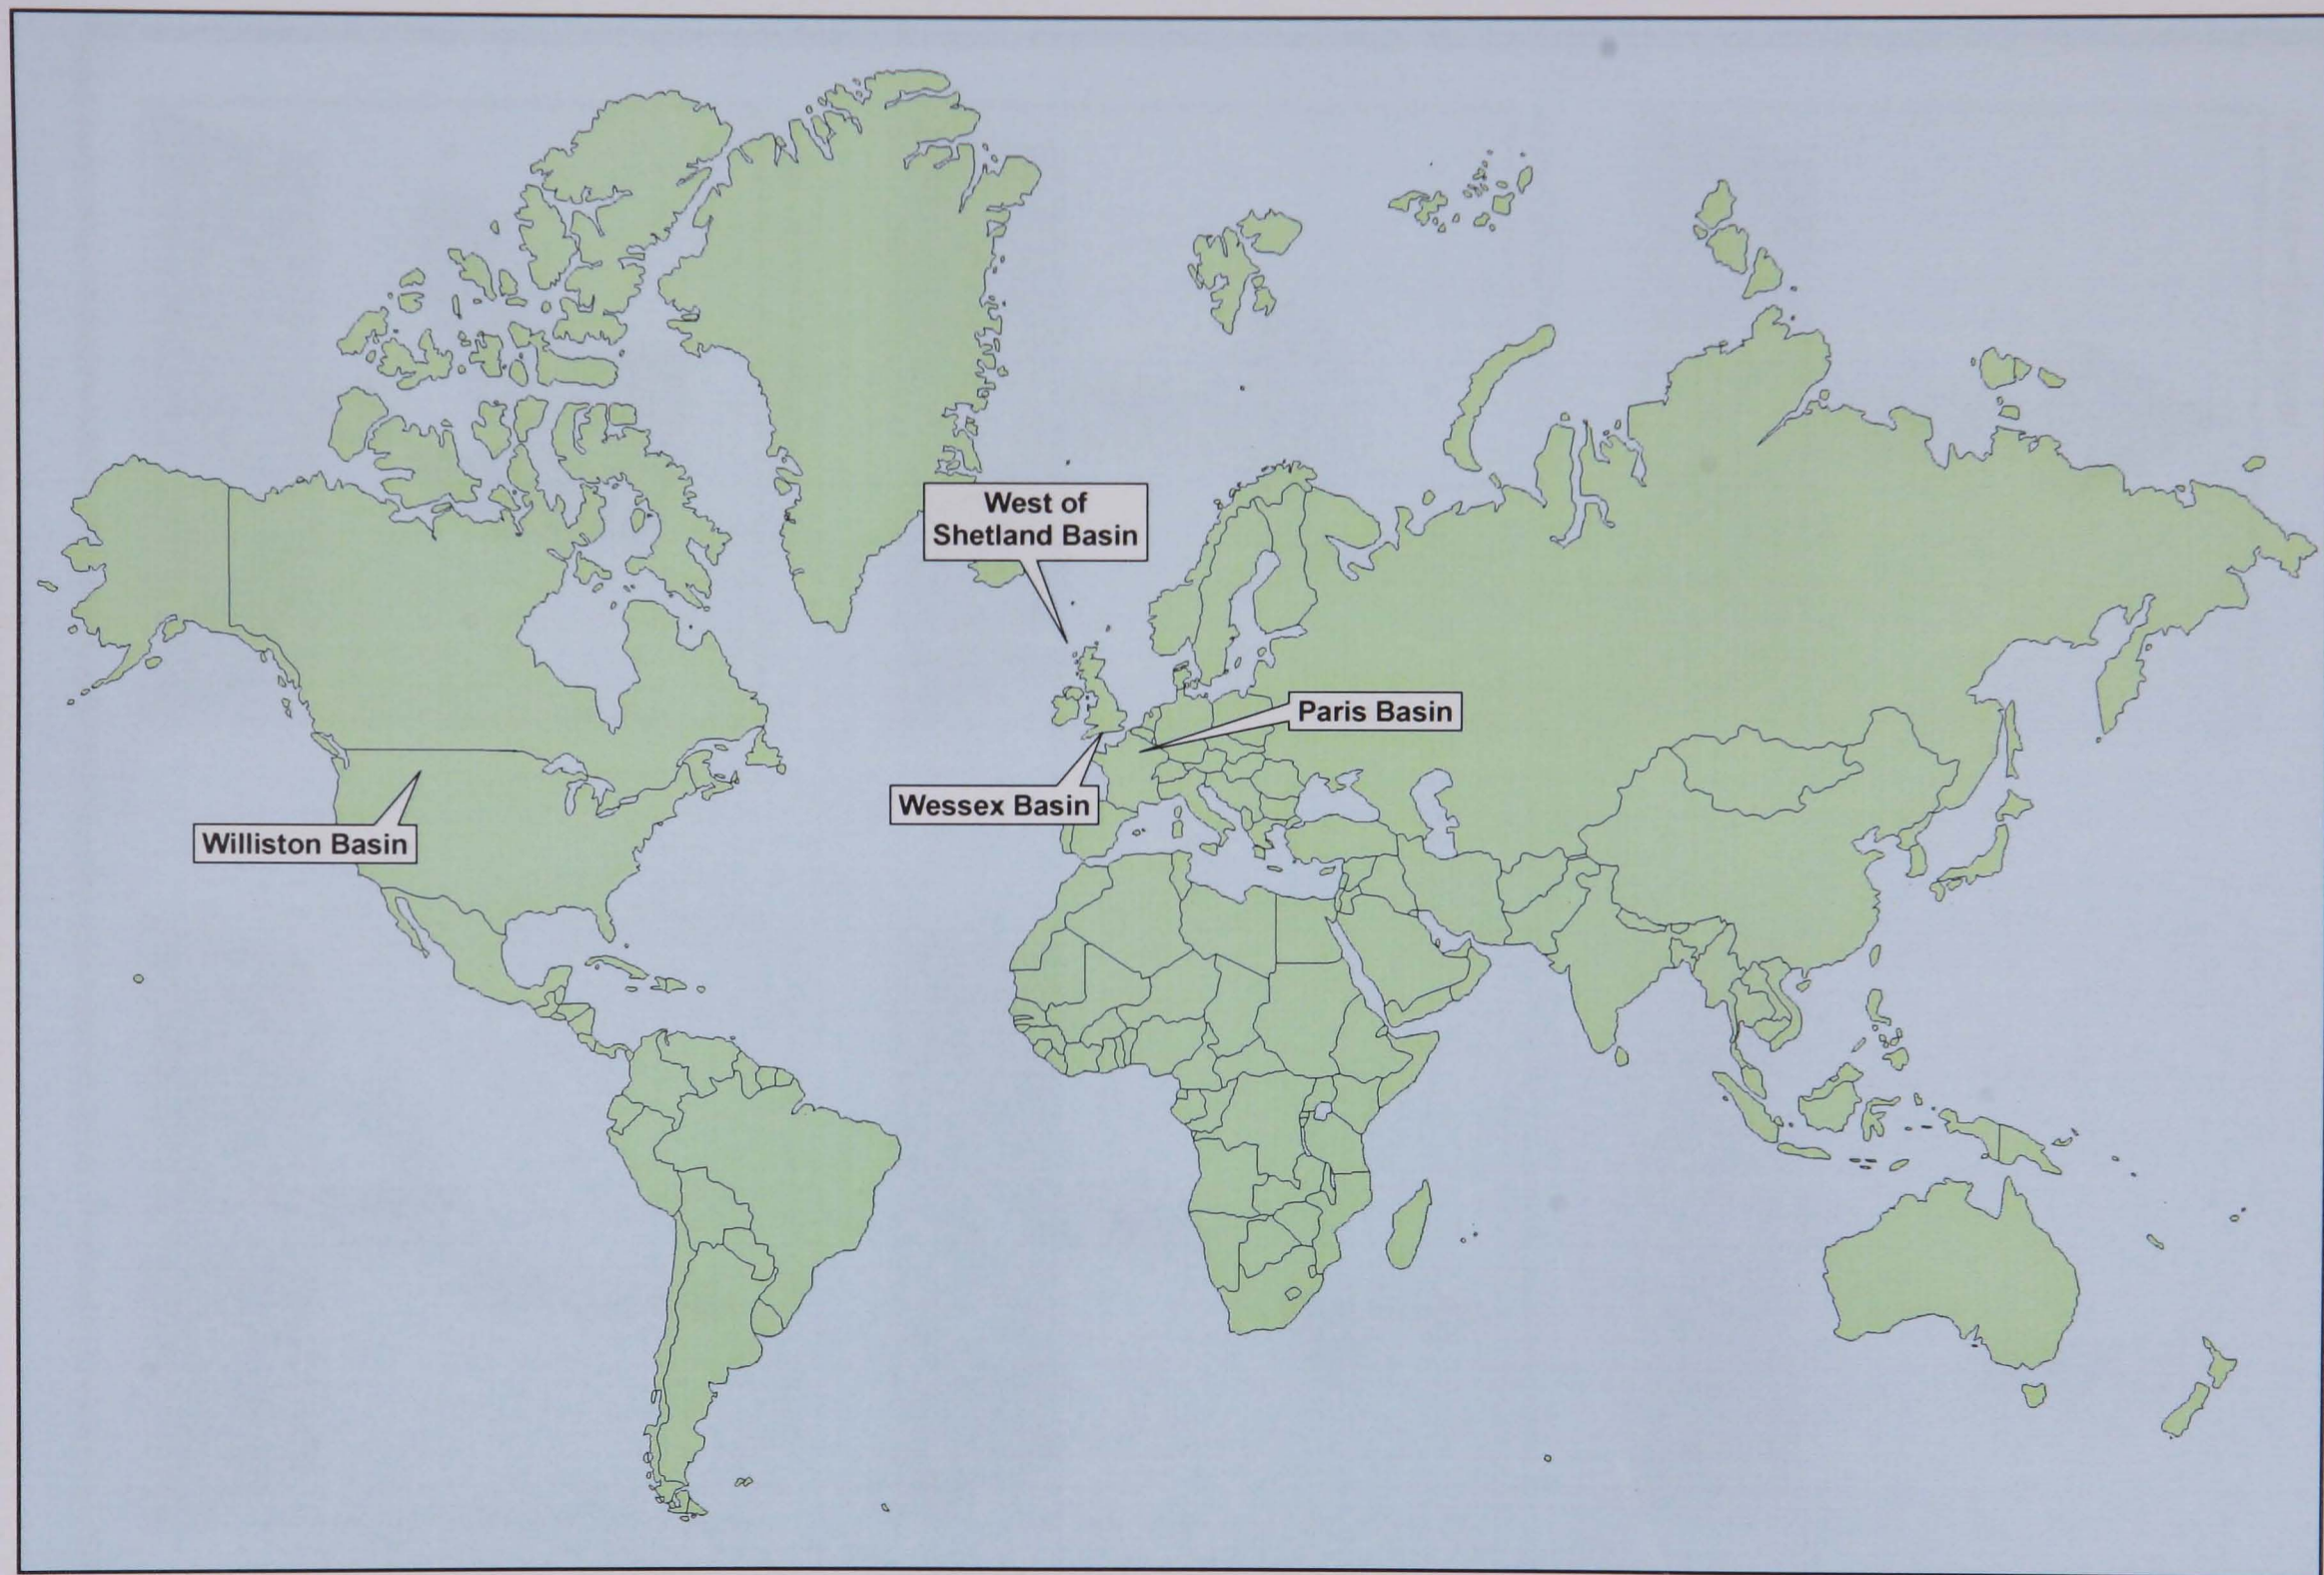 West of
Shetland Basin
Paris Basin
Wessex Basin
Williston Basin